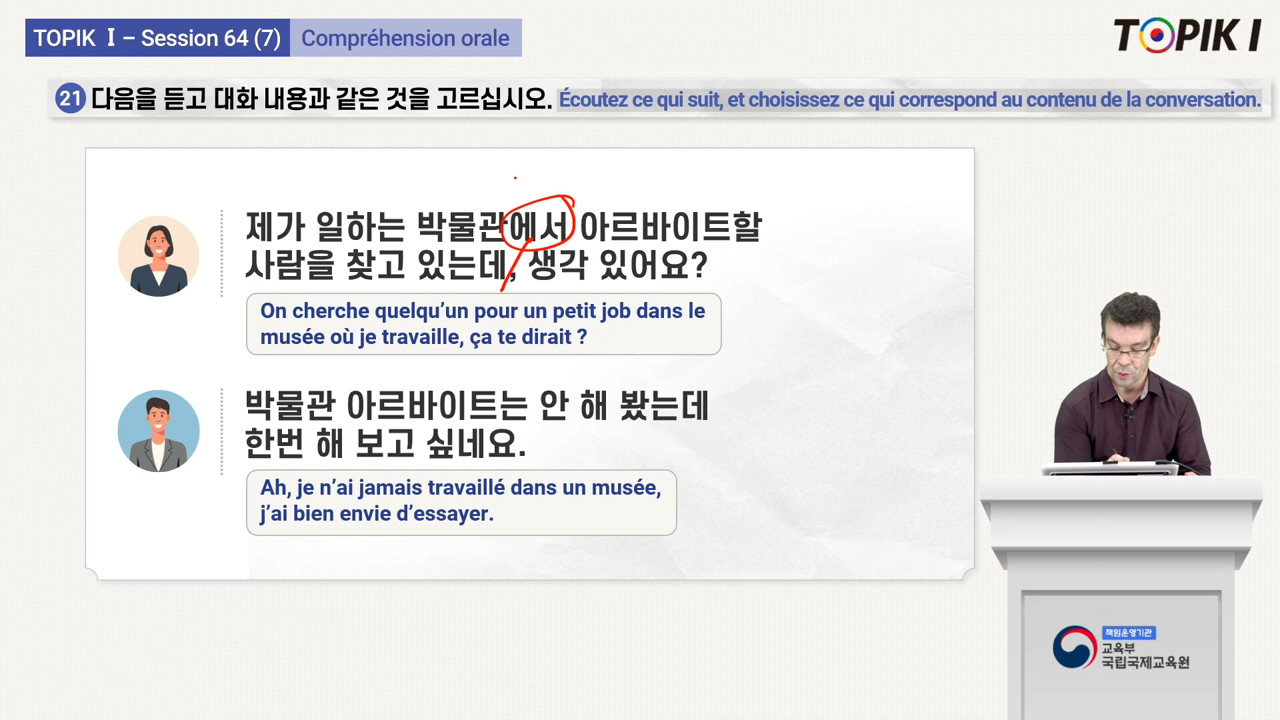 TOPIK Ⅰ – Session 64 (7) Compréhension orale
TOPIK I
21 다음을 듣고 대화 내용과 같은 것을 고르십시오. Écoutez ce qui suit, et choisissez ce qui correspond au contenu de la conversation.
제가 일하는 박물관에서 아르바이트할
사람을 찾고 있는데, 생각 있어요?
On cherche quelqu’un pour un petit job dans le
musée où je travaille, ça te dirait ?
박물관 아르바이트는 안 해 봤는데
한번 해 보고 싶네요.
Ah, je n’ai jamais travaillé dans un musée,
j’ai bien envie d’essayer.
책임운영기관
교육부
국립국제교육원